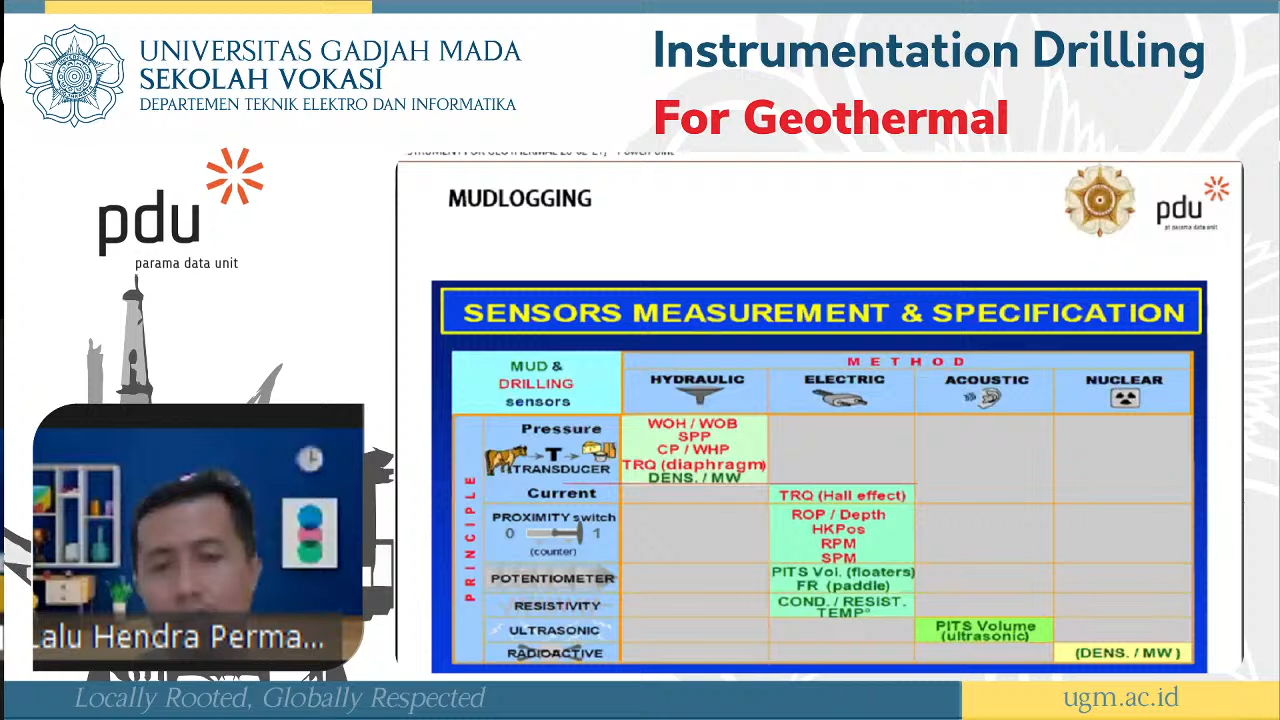 UNIVERSITAS GADJAH MADA
SEKOLAH VOKASI
DEPARTEMEN TEKNIK ELEKTRO DAN INFORMATIKA
Instrumentation Drilling
For Geothermal
pdu
parama data unit
MUDLOGGING
pdu
pt parama data unit
SENSORS MEASUREMENT & SPECIFICATION
MUD &
DRILLING
sensors
METHOD
HYDRAULIC
ELECTRIC
ACOUSTIC
NUCLEAR
PRINCIPLE
Pressure
T
TRANSDUCER
WOH / WOB
SPP
CP / WHP
TRQ (diaphragm)
DENS. / MW
Current
TRQ (Hall effect)
PROXIMITY switch
0 1
(counter)
ROP / Depth
HKPos
RPM
SPM
POTENTIOMETER
PITS Vol. (floaters)
FR (paddle)
RESISTIVITY
COND. / RESIST.
TEMP°
ULTRASONIC
PITS Volume
(ultrasonic)
RADIOACTIVE
(DENS. / MW)
Lalu Hendra Perma...
Locally Rooted, Globally Respected
ugm.ac.id